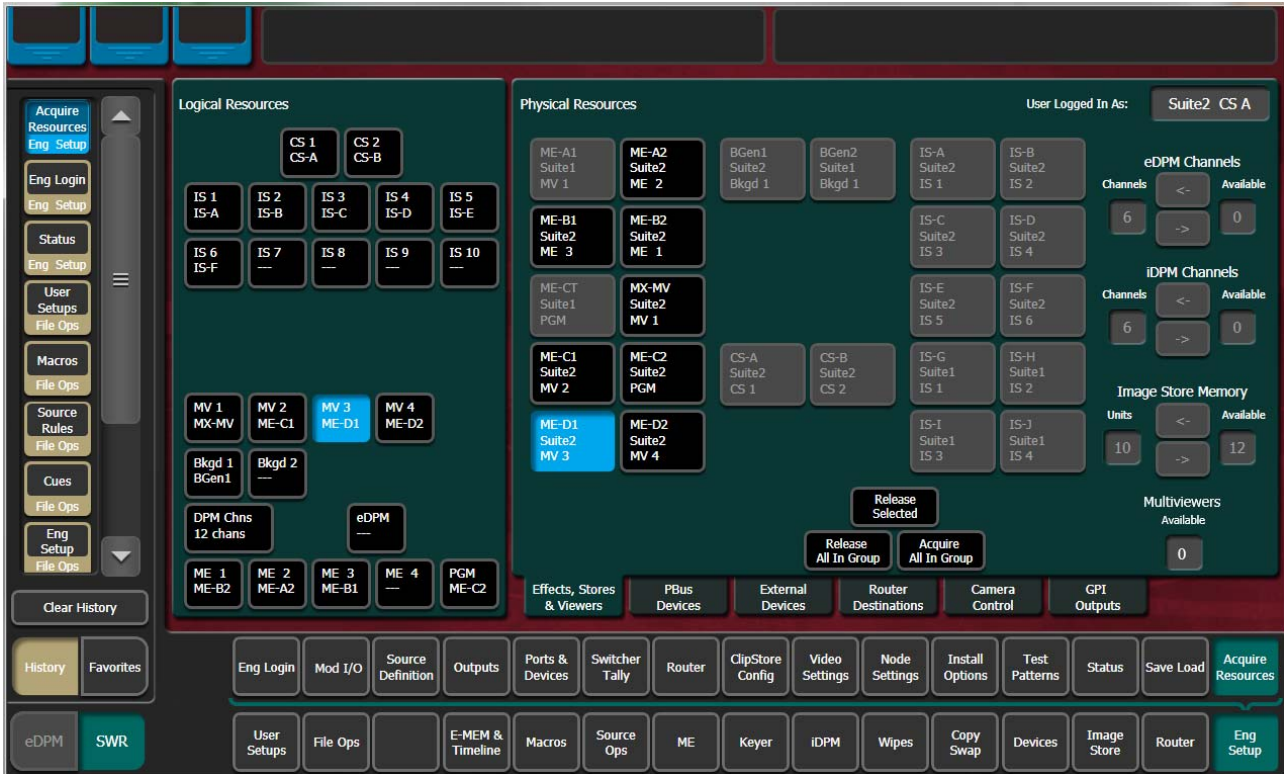 Acquire
Resources
Eng Setup
Eng Login
Eng Setup
Status
Eng Setup
User
Setups
File Ops
Macros
File Ops
Source
Rules
File Ops
Cues
File Ops
Eng
Setup
File Ops
Clear History
History
Favorites
eDPM
SWR
Logical Resources
CS 1
CS-A
CS 2
CS-B
IS 1
IS-A
IS 2
IS-B
IS 3
IS-C
IS 4
IS-D
IS 5
IS-E
IS 6
IS-F
IS 7
---
IS 8
---
IS 9
---
IS 10
---
MV 1
MX-MV
MV 2
ME-C1
MV 3
ME-D1
MV 4
ME-D2
Bkgd 1
BGen1
Bkgd 2
---
DPM Chns
12 chans
eDPM
---
ME 1
ME-B2
ME 2
ME-A2
ME 3
ME-B1
ME 4
---
PGM
ME-C2
Physical Resources
User Logged In As:
Suite2 CS A
ME-A1
Suite1
MV 1
ME-A2
Suite2
ME 2
BGen1
Suite2
Bkgd 1
BGen2
Suite1
Bkgd 1
IS-A
Suite2
IS 1
IS-B
Suite2
IS 2
ME-B1
Suite2
ME 3
ME-B2
Suite2
ME 1
IS-C
Suite2
IS 3
IS-D
Suite2
IS 4
ME-CT
Suite1
PGM
MX-MV
Suite2
MV 1
IS-E
Suite2
IS 5
IS-F
Suite2
IS 6
ME-C1
Suite2
MV 2
ME-C2
Suite2
PGM
CS-A
Suite2
CS 1
CS-B
Suite2
CS 2
IS-G
Suite1
IS 1
IS-H
Suite1
IS 2
ME-D1
Suite2
MV 3
ME-D2
Suite2
MV 4
IS-I
Suite1
IS 3
IS-J
Suite1
IS 4
Release
Selected
Release
All In Group
Acquire
All In Group
eDPM Channels
Channels
<-
Available
6
->
0
iDPM Channels
Channels
<-
Available
6
->
0
Image Store Memory
Units
<-
Available
10
->
12
Multiviewers
Available
0
Effects, Stores
& Viewers
PBus
Devices
External
Devices
Router
Destinations
Camera
Control
GPI
Outputs
Eng Login
Mod I/O
Source
Definition
Outputs
Ports &
Devices
Switcher
Tally
Router
ClipStore
Config
Video
Settings
Node
Settings
Install
Options
Test
Patterns
Status
Save Load
Acquire
Resources
User
Setups
File Ops
E-MEM &
Timeline
Macros
Source
Ops
ME
Keyer
iDPM
Wipes
Copy
Swap
Devices
Image
Store
Router
Eng
Setup